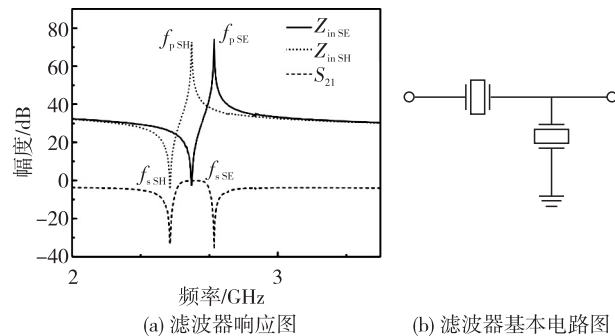 80
60
40
20
0
−20
−40
幅度/dB
f_p SH
f_p SE
Z_in SE
Z_in SH
S_21
f_s SH
f_s SE
2
3
频率/GHz
(a) 滤波器响应图
(b) 滤波器基本电路图